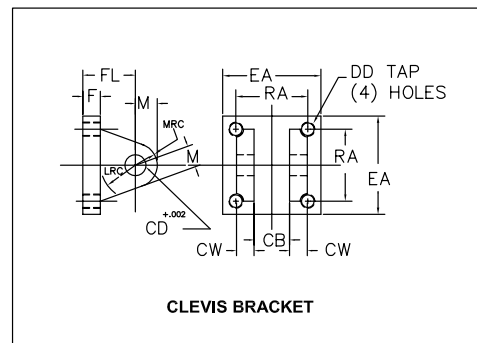 FL
F
M
MRC
M
LRC
+.002
CD
EA
RA
DD TAP
(4) HOLES
RA
EA
CW
CB
CW
CLEVIS BRACKET